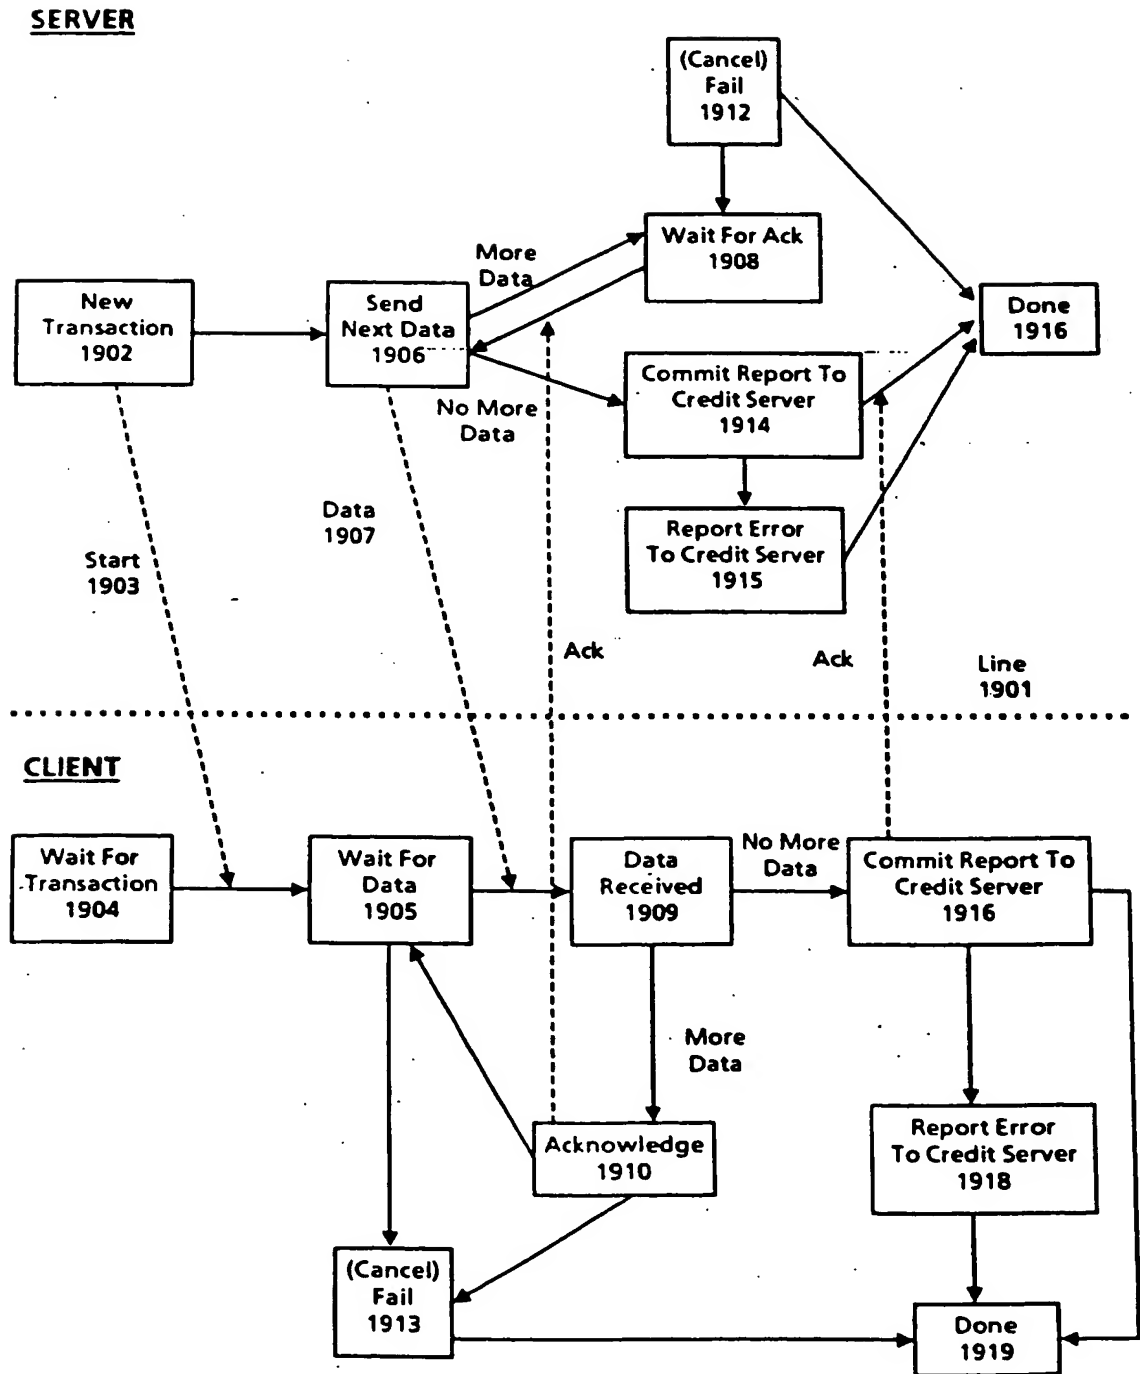 SERVER
(Cancel)
Fail
1912
Wait For Ack
1908
More
Data
New
Transaction
1902
Send
Next Data
1906
Done
1916
No More
Data
Commit Report To
Credit Server
1914
Data
1907
Report Error
To Credit Server
1915
Start
1903
Ack
Ack
Line
1901
CLIENT
Wait For
Transaction
1904
Wait For
Data
1905
Data
Received
1909
No More
Data
Commit Report To
Credit Server
1916
More
Data
Acknowledge
1910
Report Error
To Credit Server
1918
(Cancel)
Fail
1913
Done
1919